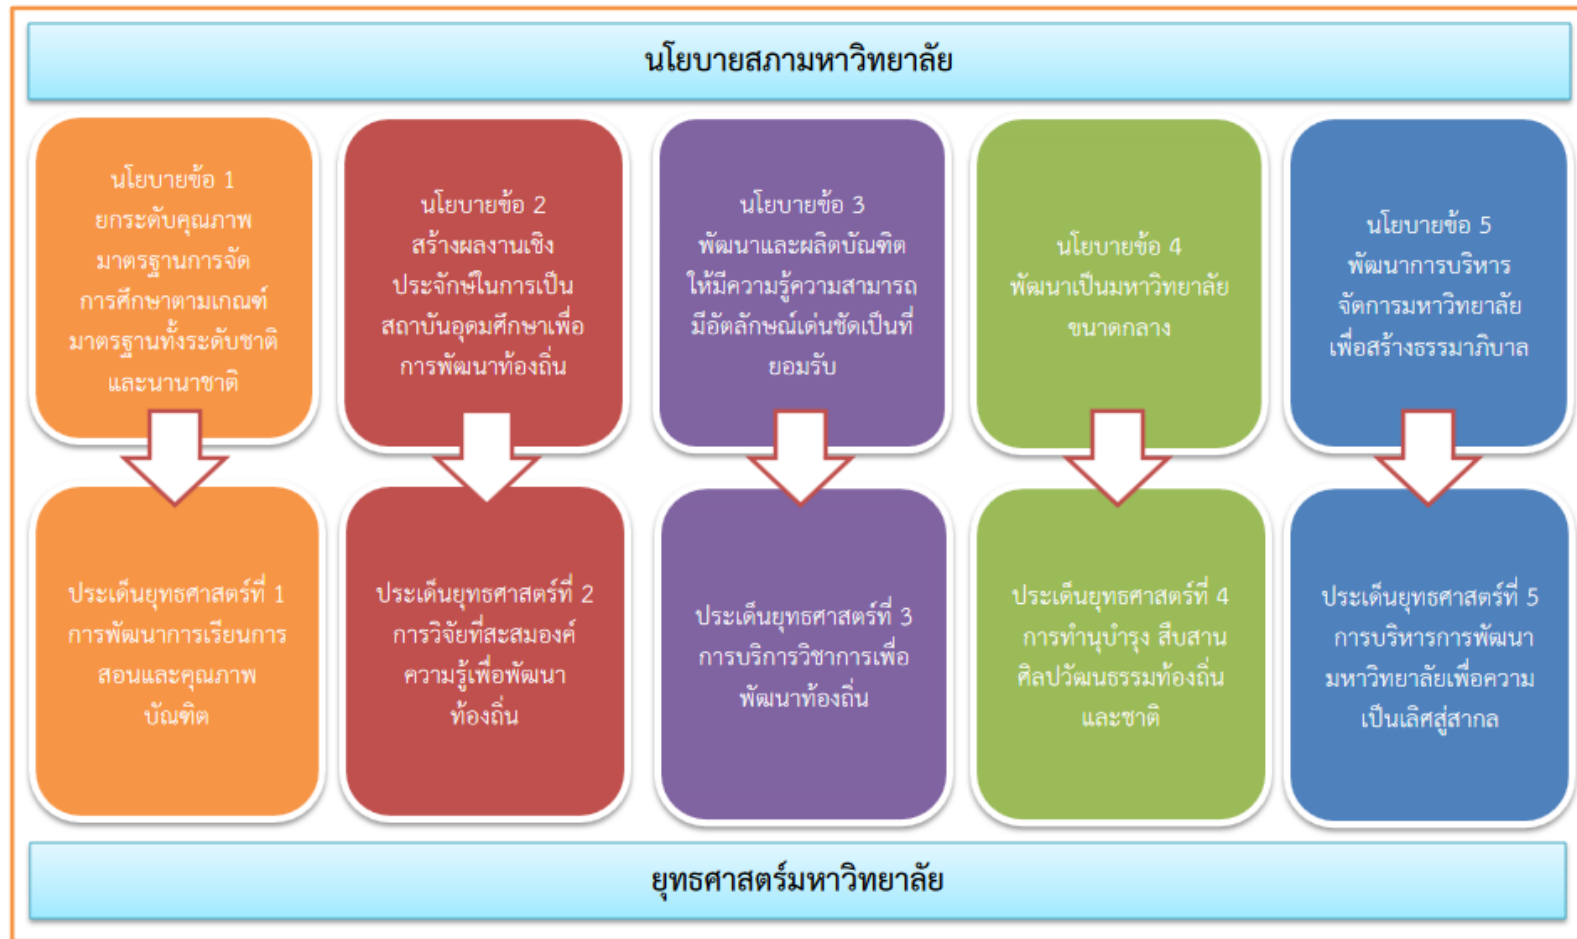 นโยบายสภามหาวิทยาลัย
นโยบายข้อ 1
ยกระดับคุณภาพ
มาตรฐานการจัด
การศึกษาตามเกณฑ์
มาตรฐานทั้งระดับชาติ
และนานาชาติ
นโยบายข้อ 2
สร้างผลงานเชิง
ประจักษ์ในการเป็น
สถาบันอุดมศึกษาเพื่อ
การพัฒนาท้องถิ่น
นโยบายข้อ 3
พัฒนาและผลิตบัณฑิต
ให้มีความรู้ความสามารถ
มีอัตลักษณ์เด่นชัดเป็นที่
ยอมรับ
นโยบายข้อ 4
พัฒนาเป็นมหาวิทยาลัย
ขนาดกลาง
นโยบายข้อ 5
พัฒนาการบริหาร
จัดการมหาวิทยาลัย
เพื่อสร้างธรรมาภิบาล
ประเด็นยุทธศาสตร์ที่ 1
การพัฒนาการเรียนการ
สอนและคุณภาพ
บัณฑิต
ประเด็นยุทธศาสตร์ที่ 2
การวิจัยที่สะสมองค์
ความรู้เพื่อพัฒนา
ท้องถิ่น
ประเด็นยุทธศาสตร์ที่ 3
การบริการวิชาการเพื่อ
พัฒนาท้องถิ่น
ประเด็นยุทธศาสตร์ที่ 4
การทำนุบำรุง สืบสาน
ศิลปวัฒนธรรมท้องถิ่น
และชาติ
ประเด็นยุทธศาสตร์ที่ 5
การบริหารการพัฒนา
มหาวิทยาลัยเพื่อความ
เป็นเลิศสู่สากล
ยุทธศาสตร์มหาวิทยาลัย